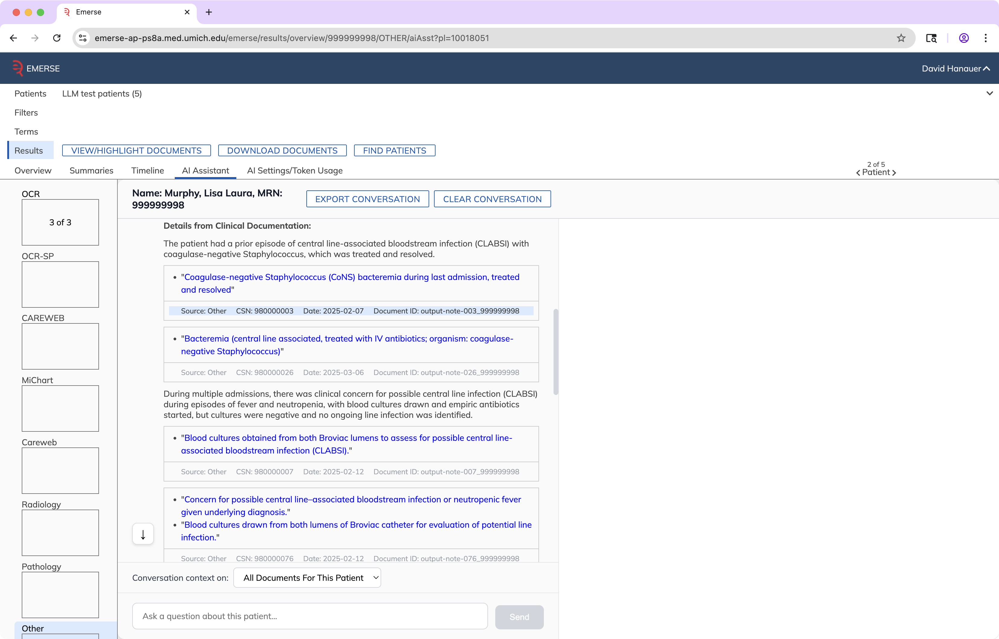 Emerse
emerse-ap-ps8a.med.umich.edu/emerse/results/overview/999999998/OTHER/aiAsst?pl=10018051
EMERSE
David Hanauer
Patients LLM test patients (5)
Filters
Terms
Results VIEW/HIGHLIGHT DOCUMENTS DOWNLOAD DOCUMENTS FIND PATIENTS
Overview Summaries Timeline AI Assistant AI Settings/Token Usage
2 of 5
Patient
OCR
3 of 3
OCR-SP
CAREWEB
MiChart
Careweb
Radiology
Pathology
Other
Name: Murphy, Lisa Laura, MRN:
999999998
EXPORT CONVERSATION CLEAR CONVERSATION
Details from Clinical Documentation:
The patient had a prior episode of central line-associated bloodstream infection (CLABSI) with
coagulase-negative Staphylococcus, which was treated and resolved.
• "Coagulase-negative Staphylococcus (CoNS) bacteremia during last admission, treated
and resolved"
Source: Other CSN: 980000003 Date: 2025-02-07 Document ID: output-note-003_999999998
• "Bacteremia (central line associated, treated with IV antibiotics; organism: coagulase-
negative Staphylococcus)"
Source: Other CSN: 980000026 Date: 2025-03-06 Document ID: output-note-026_999999998
During multiple admissions, there was clinical concern for possible central line infection (CLABSI)
during episodes of fever and neutropenia, with blood cultures drawn and empiric antibiotics
started, but cultures were negative and no ongoing line infection was identified.
• "Blood cultures obtained from both Broviac lumens to assess for possible central line-
associated bloodstream infection (CLABSI)."
Source: Other CSN: 980000007 Date: 2025-02-12 Document ID: output-note-007_999999998
• "Concern for possible central line–associated bloodstream infection or neutropenic fever
given underlying diagnosis."
• "Blood cultures drawn from both lumens of Broviac catheter for evaluation of potential line
infection."
Source: Other CSN: 980000076 Date: 2025-02-12 Document ID: output-note-076_999999998
Conversation context on: All Documents For This Patient
Ask a question about this patient...
Send